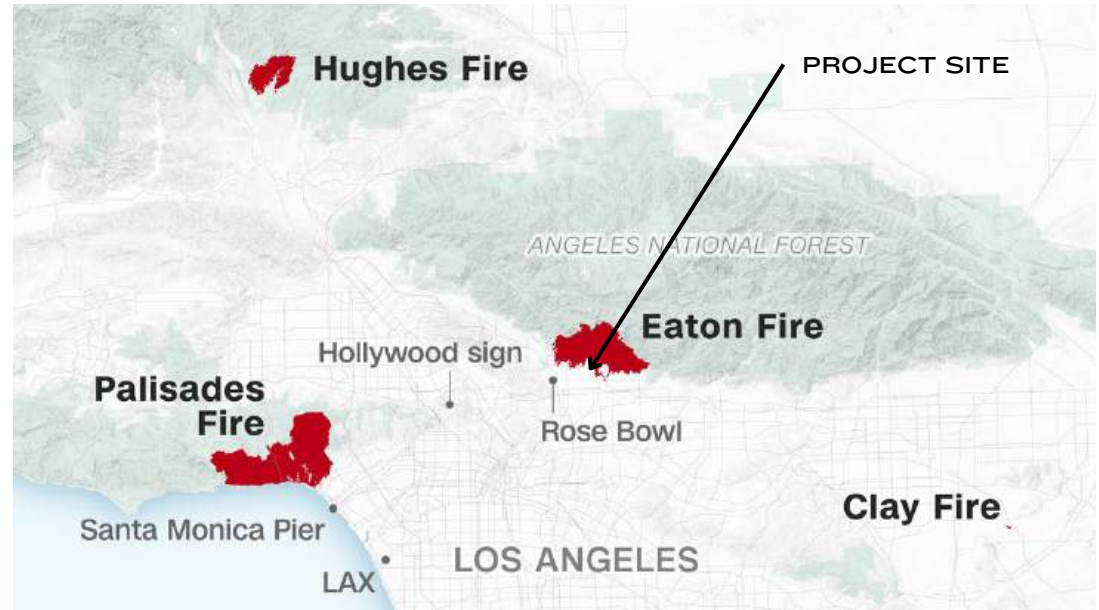 Hughes Fire
PROJECT SITE
ANGELES NATIONAL FOREST
Eaton Fire
Hollywood sign
Palisades
Fire
Rose Bowl
Clay Fire
Santa Monica Pier
LOS ANGELES
LAX